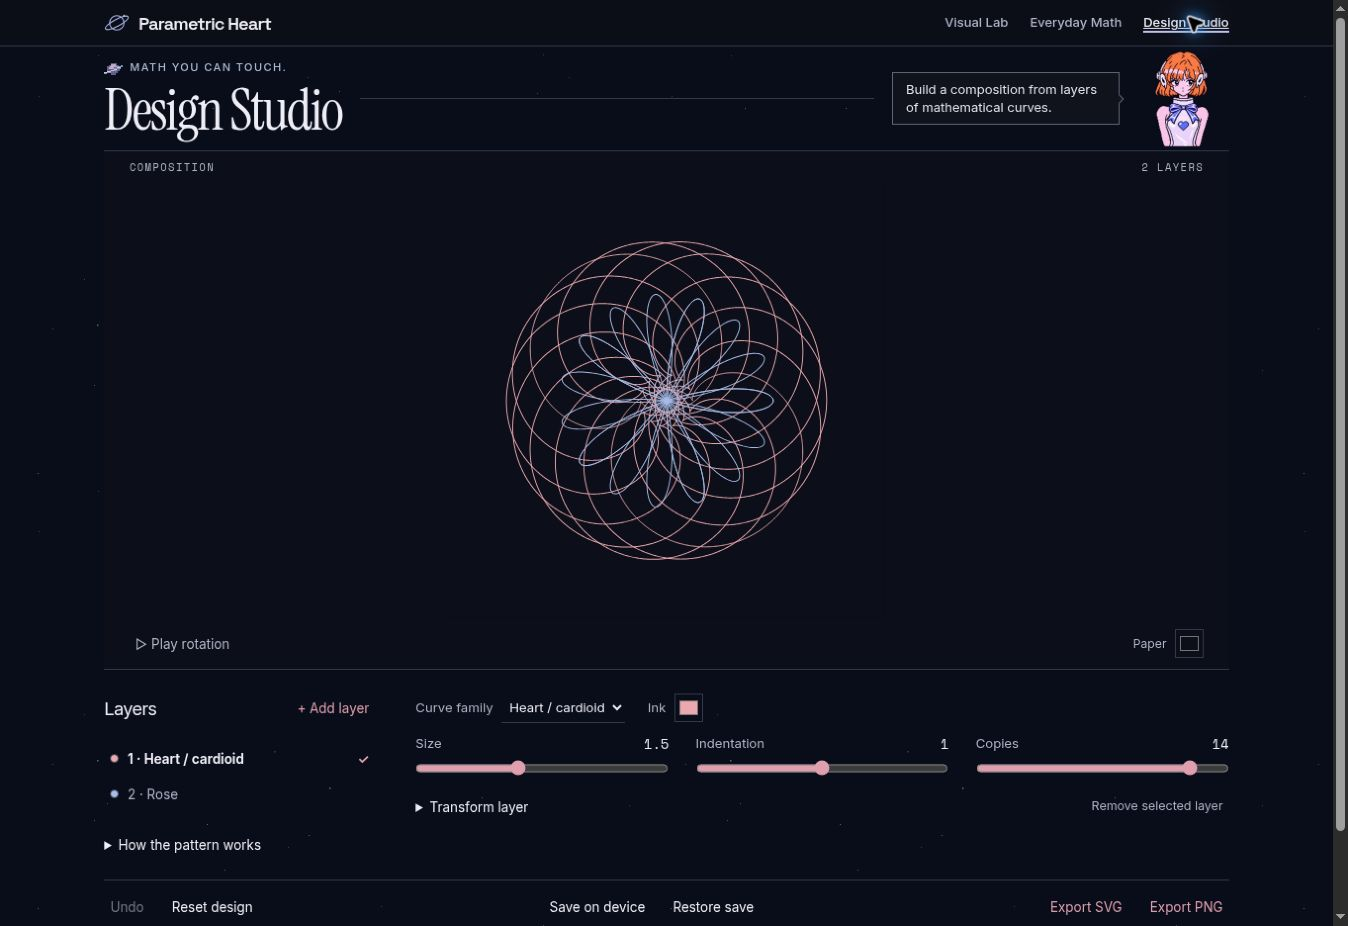 Parametric Heart
Visual Lab
Everyday Math
Design Studio
MATH YOU CAN TOUCH.
Design Studio
Build a composition from layers
of mathematical curves.
COMPOSITION
2 LAYERS
Play rotation
Paper
Layers
+ Add layer
1 · Heart / cardioid
2 · Rose
How the pattern works
Curve family
Heart / cardioid
Ink
Size
1.5
Indentation
1
Copies
14
Transform layer
Remove selected layer
Undo
Reset design
Save on device
Restore save
Export SVG
Export PNG